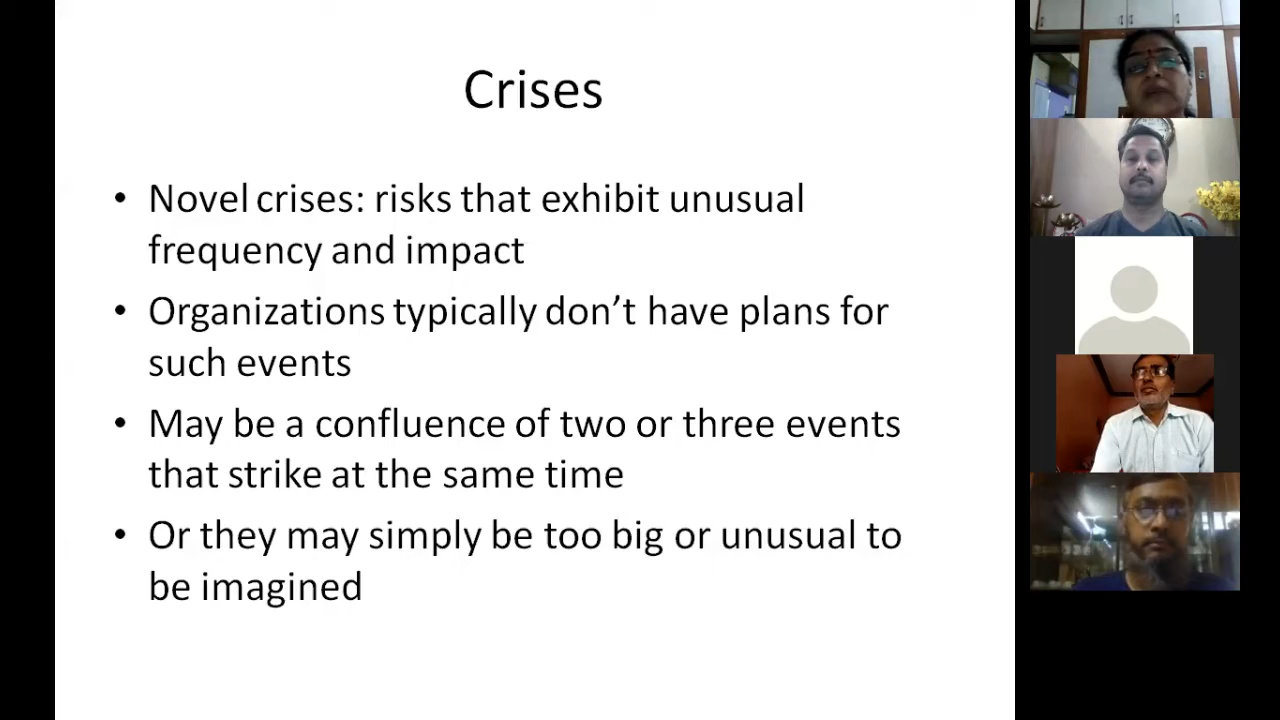 Crises
• Novel crises: risks that exhibit unusual
frequency and impact
• Organizations typically don’t have plans for
such events
• May be a confluence of two or three events
that strike at the same time
• Or they may simply be too big or unusual to
be imagined